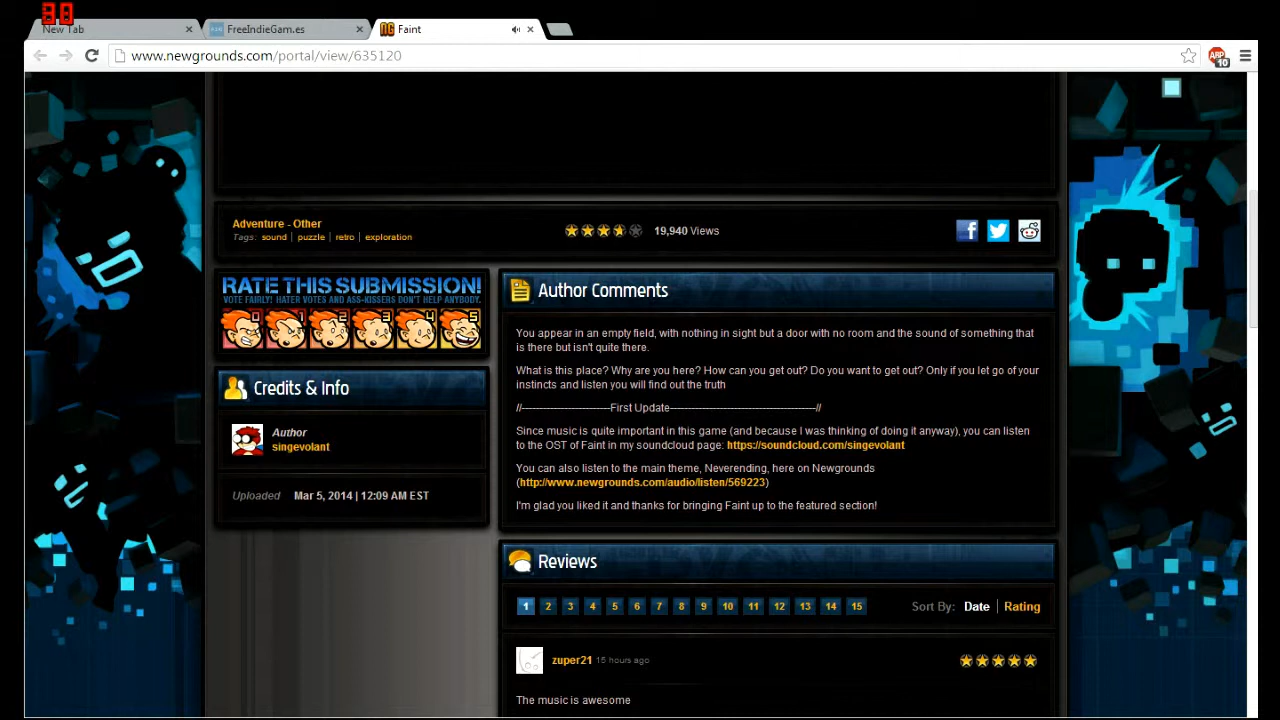 30
New Tab
FreeIndieGam.es
NG Faint
www.newgrounds.com/portal/view/635120
ABP
10
Adventure - Other
Tags: sound | puzzle | retro | exploration
19,940 Views
RATE THIS SUBMISSION!
VOTE FAIRLY! HATER VOTES AND ASS-KISSERS DON'T HELP ANYBODY.
0 1 2 3 4 5
Author Comments
You appear in an empty field, with nothing in sight but a door with no room and the sound of something that
is there but isn't quite there.
What is this place? Why are you here? How can you get out? Do you want to get out? Only if you let go of your
instincts and listen you will find out the truth
//-------------------------First Update-----------------------------------------//
Since music is quite important in this game (and because I was thinking of doing it anyway), you can listen
to the OST of Faint in my soundcloud page: https://soundcloud.com/singevolant
You can also listen to the main theme, Neverending, here on Newgrounds
(http://www.newgrounds.com/audio/listen/569223)
I'm glad you liked it and thanks for bringing Faint up to the featured section!
Credits & Info
Author
singevolant
Uploaded Mar 5, 2014 | 12:09 AM EST
Reviews
1 2 3 4 5 6 7 8 9 10 11 12 13 14 15
Sort By: Date | Rating
zuper21 15 hours ago
The music is awesome